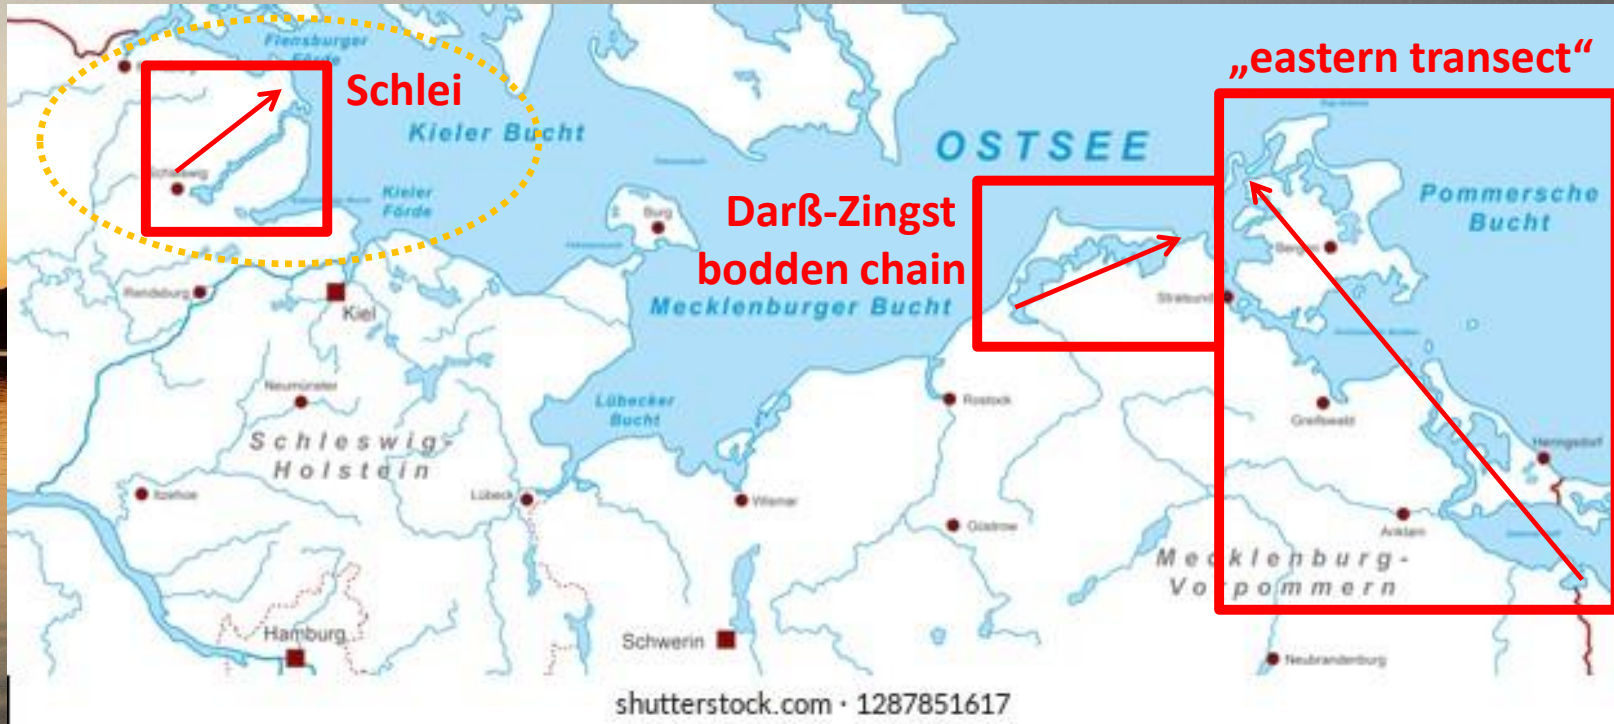 „eastern transect“
Flensburger
Förde
Schlei
Kieler Bucht
OSTSEE
Schleswig
Kieler
Förde
Darß-Zingst
bodden chain
Pommersche
Bucht
Burg
Bergen
Rendsburg
Kiel
Mecklenburger Bucht
Stralsund
Neumünster
Lübecker
Bucht
Rostock
Greifswald
Schleswig-
Holstein
Heringsdorf
Itzehoe
Lübeck
Wismar
Güstrow
Anklam
Mecklenburg-
Vorpommern
Hamburg
Schwerin
Neubrandenburg
shutterstock.com · 1287851617